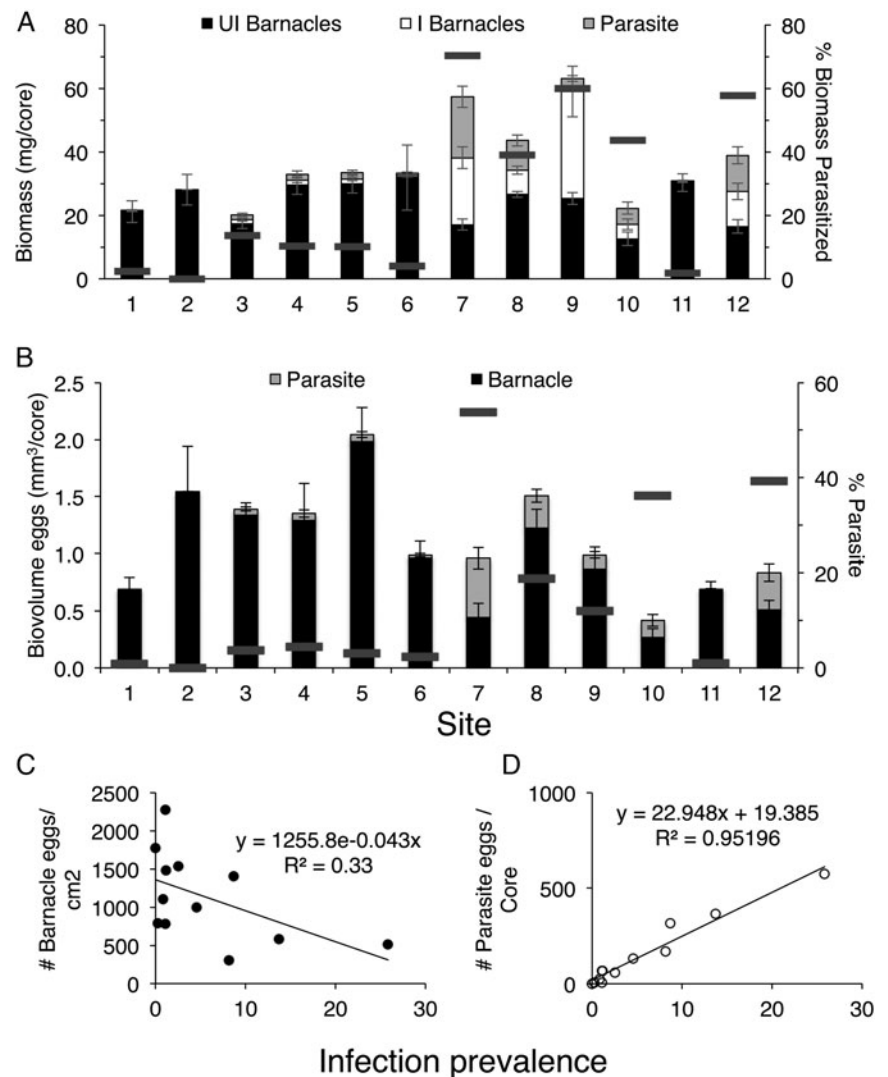 A
UI Barnacles I Barnacles Parasite
Biomass (mg/core)
80
60
40
20
0
80
60
40
20
0
% Biomass Parasitized
1 2 3 4 5 6 7 8 9 10 11 12
B
Parasite Barnacle
Biovolume eggs (mm³/core)
2.5
2.0
1.5
1.0
0.5
0.0
60
40
20
0
% Parasite
1 2 3 4 5 6 7 8 9 10 11 12
Site
C
# Barnacle eggs/
cm2
2500
2000
1500
1000
500
0
y = 1255.8e-0.043x
R² = 0.33
0 10 20 30
D
# Parasite eggs /
Core
1000
500
0
y = 22.948x + 19.385
R² = 0.95196
0 10 20 30
Infection prevalence